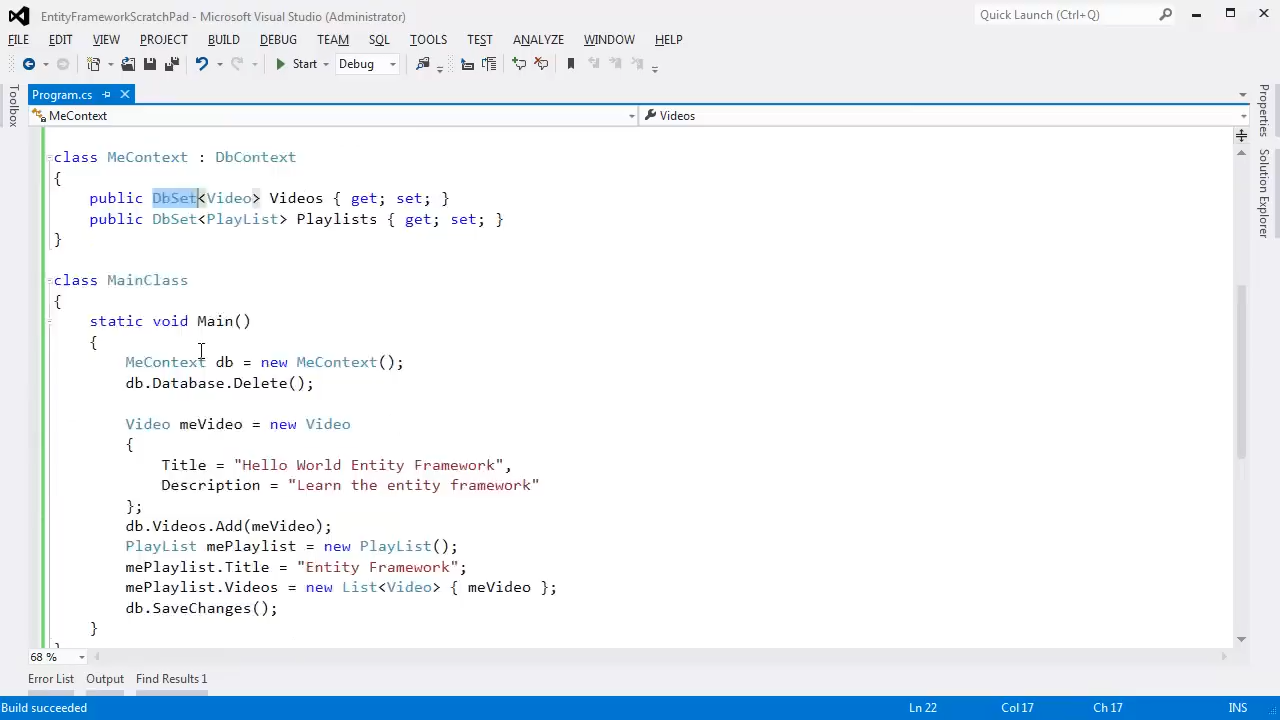 EntityFrameworkScratchPad - Microsoft Visual Studio (Administrator)
Quick Launch (Ctrl+Q)
FILE EDIT VIEW PROJECT BUILD DEBUG TEAM SQL TOOLS TEST ANALYZE WINDOW HELP
Start Debug
Toolbox
Program.cs
MeContext Videos
class MeContext : DbContext
{
public DbSet<Video> Videos { get; set; }
public DbSet<PlayList> Playlists { get; set; }
}
class MainClass
{
static void Main()
{
MeContext db = new MeContext();
db.Database.Delete();
Video meVideo = new Video
{
Title = "Hello World Entity Framework",
Description = "Learn the entity framework"
};
db.Videos.Add(meVideo);
PlayList mePlaylist = new PlayList();
mePlaylist.Title = "Entity Framework";
mePlaylist.Videos = new List<Video> { meVideo };
db.SaveChanges();
}
Properties
Solution Explorer
68 %
Error List Output Find Results 1
Build succeeded Ln 22 Col 17 Ch 17 INS